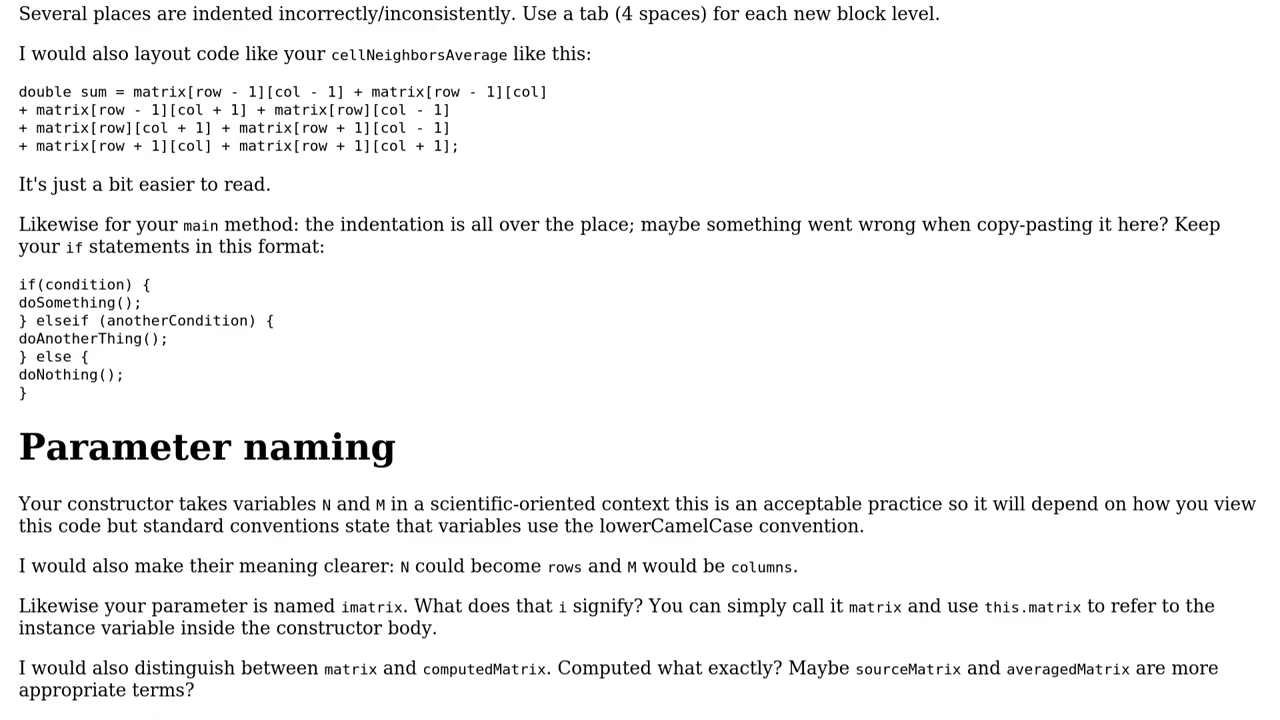 Several places are indented incorrectly/inconsistently. Use a tab (4 spaces) for each new block level.
I would also layout code like your cellNeighborsAverage like this:
double sum = matrix[row - 1][col - 1] + matrix[row - 1][col]
+ matrix[row - 1][col + 1] + matrix[row][col - 1]
+ matrix[row][col + 1] + matrix[row + 1][col - 1]
+ matrix[row + 1][col] + matrix[row + 1][col + 1];
It's just a bit easier to read.
Likewise for your main method: the indentation is all over the place; maybe something went wrong when copy-pasting it here? Keep
your if statements in this format:
if(condition) {
doSomething();
} elseif (anotherCondition) {
doAnotherThing();
} else {
doNothing();
}
Parameter naming
Your constructor takes variables N and M in a scientific-oriented context this is an acceptable practice so it will depend on how you view
this code but standard conventions state that variables use the lowerCamelCase convention.
I would also make their meaning clearer: N could become rows and M would be columns.
Likewise your parameter is named imatrix. What does that i signify? You can simply call it matrix and use this.matrix to refer to the
instance variable inside the constructor body.
I would also distinguish between matrix and computedMatrix. Computed what exactly? Maybe sourceMatrix and averagedMatrix are more
appropriate terms?